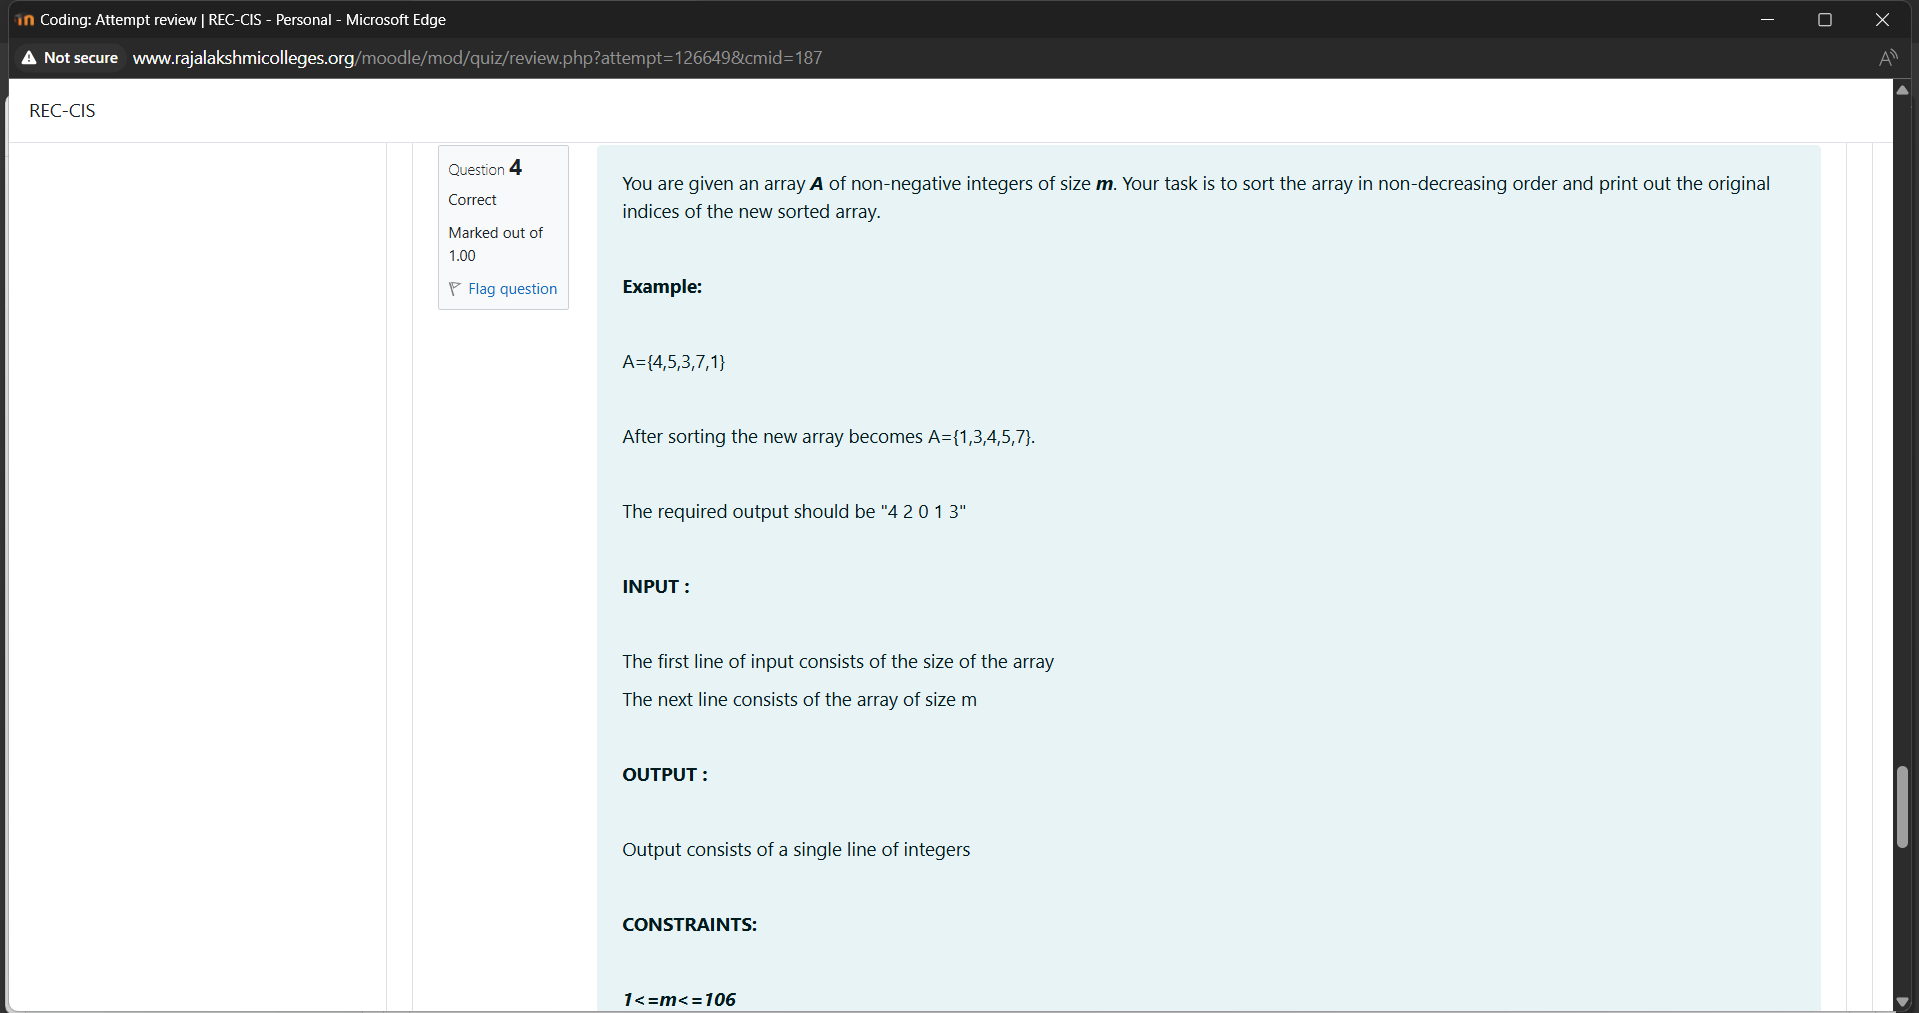 Coding: Attempt review | REC-CIS - Personal - Microsoft Edge
Not secure www.rajalakshmicolleges.org/moodle/mod/quiz/review.php?attempt=126649&cmid=187
REC-CIS
Question 4
Correct
Marked out of
1.00
Flag question
You are given an array A of non-negative integers of size m. Your task is to sort the array in non-decreasing order and print out the original
indices of the new sorted array.
Example:
A={4,5,3,7,1}
After sorting the new array becomes A={1,3,4,5,7}.
The required output should be "4 2 0 1 3"
INPUT :
The first line of input consists of the size of the array
The next line consists of the array of size m
OUTPUT :
Output consists of a single line of integers
CONSTRAINTS:
1<=m<=106